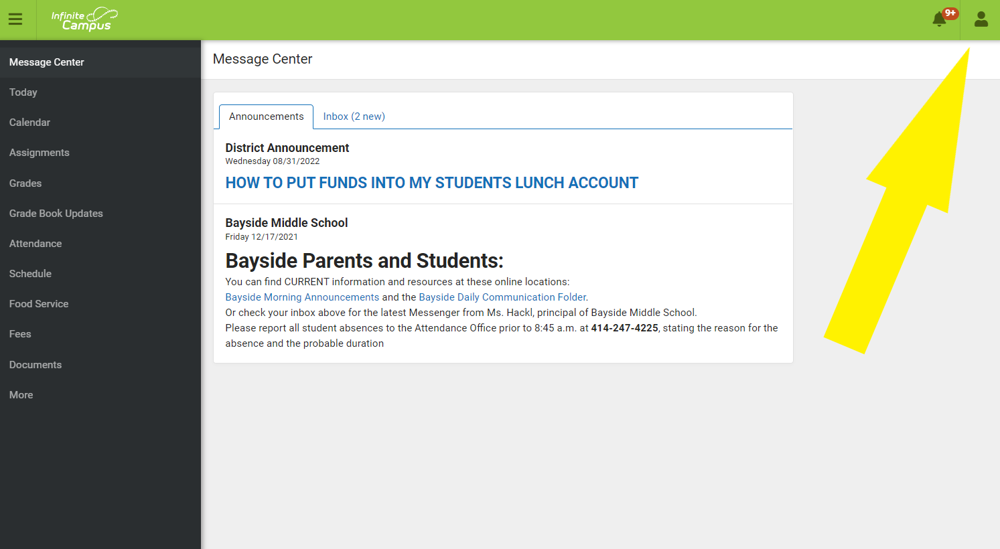 Infinite
Campus
9+
Message Center
Today
Calendar
Assignments
Grades
Grade Book Updates
Attendance
Schedule
Food Service
Fees
Documents
More
Message Center
Announcements
Inbox (2 new)
District Announcement
Wednesday 08/31/2022
HOW TO PUT FUNDS INTO MY STUDENTS LUNCH ACCOUNT
Bayside Middle School
Friday 12/17/2021
Bayside Parents and Students:
You can find CURRENT information and resources at these online locations:
Bayside Morning Announcements and the Bayside Daily Communication Folder.
Or check your inbox above for the latest Messenger from Ms. Hackl, principal of Bayside Middle School.
Please report all student absences to the Attendance Office prior to 8:45 a.m. at 414-247-4225, stating the reason for the
absence and the probable duration